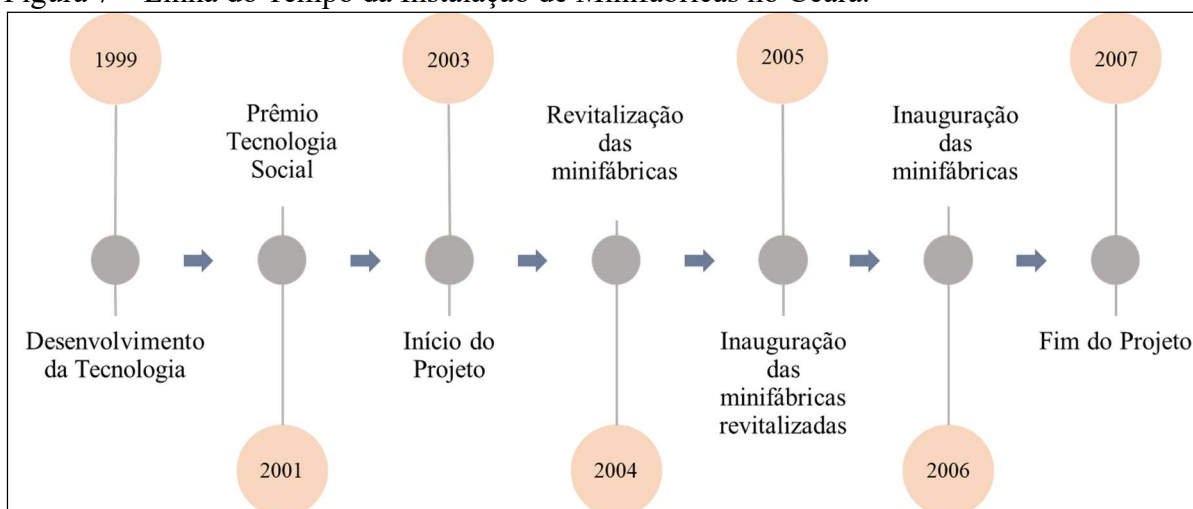 Figura 7 – Linha do Tempo da Instalação de Minifábricas no Ceará.
1999
Desenvolvimento
da Tecnologia
Prêmio
Tecnologia
Social
2001
2003
Início do
Projeto
Revitalização
das
minifábricas
2004
2005
Inauguração
das
minifábricas
revitalizadas
Inauguração
das
minifábricas
2006
2007
Fim do Projeto